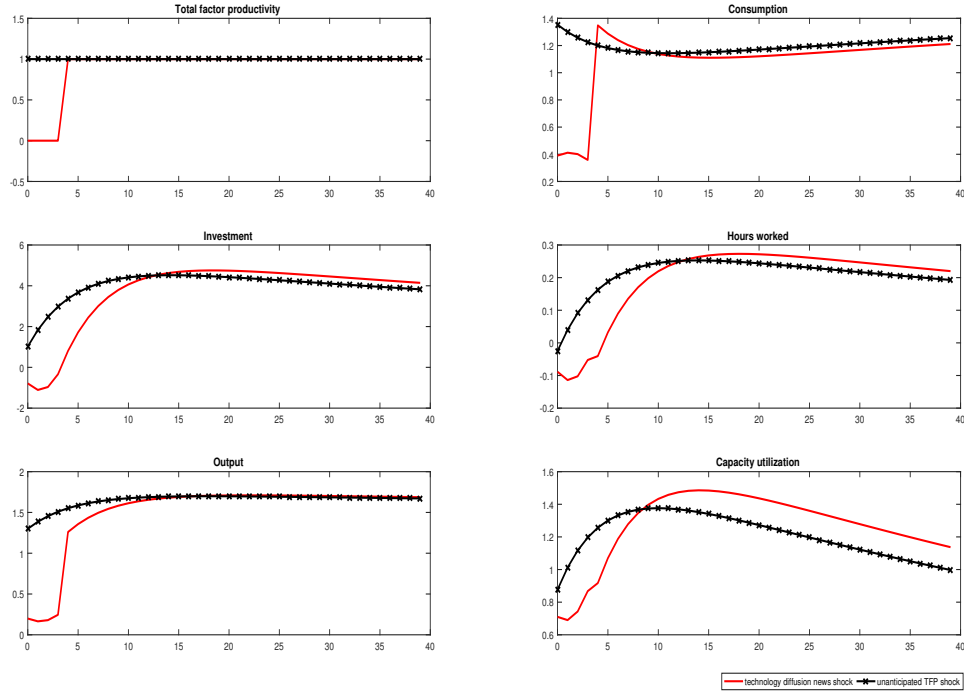 Total factor productivity
1.5
1
0.5
0
-0.5
0 5 10 15 20 25 30 35 40
Consumption
1.4
1.2
1
0.8
0.6
0.4
0.2
0 5 10 15 20 25 30 35 40
Investment
6
4
2
0
-2
0 5 10 15 20 25 30 35 40
Hours worked
0.3
0.2
0.1
0
-0.1
-0.2
0 5 10 15 20 25 30 35 40
Output
2
1.5
1
0.5
0
0 5 10 15 20 25 30 35 40
Capacity utilization
1.6
1.4
1.2
1
0.8
0.6
0 5 10 15 20 25 30 35 40
technology diffusion news shock unanticipated TFP shock